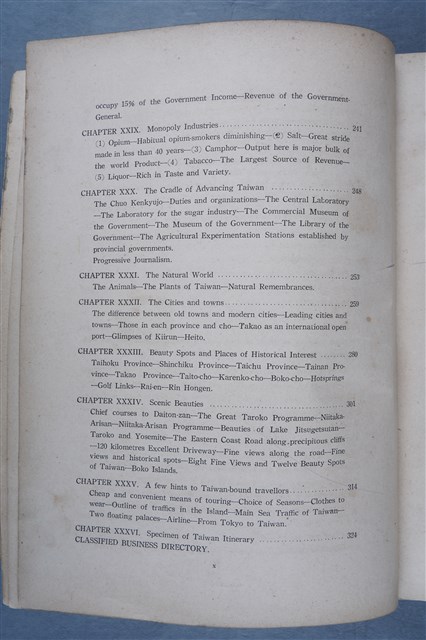 occupy 15% of the Government Income—Revenue of the Government-
General.
CHAPTER XXIX. Monopoly Industries 241
(1) Opium—Habitual opium-smokers diminishing—(2) Salt—Great stride
made in less than 40 years—(3) Camphor—Output here is major bulk of
the world Product—(4) Tabacco—The Largest Source of Revenue—
(5) Liquor—Rich in Taste and Variety.
CHAPTER XXX. The Cradle of Advancing Taiwan 248
The Chuo Kenkyujo—Duties and organizations—The Central Laboratory
—The Laboratory for the sugar industry—The Commercial Museum of
the Government—The Museum of the Government—The Library of the
Government—The Agricultural Experimentation Stations established by
provincial governments.
Progressive Journalism.
CHAPTER XXXI. The Natural World 253
The Animals—The Plants of Taiwan—Natural Remembrances.
CHAPTER XXXII. The Cities and towns 259
The difference between old towns and modern cities—Leading cities and
towns—Those in each province and cho—Takao as an international open
port—Glimpses of Kiirun—Heito.
CHAPTER XXXIII. Beauty Spots and Places of Historical Interest 280
Taihoku Province—Shinchiku Province—Taichu Province—Tainan Pro-
vince—Takao Province—Taito-cho—Karenko-cho—Boko-cho—Hotsprings
—Golf Links—Rai-en—Rin Hongen.
CHAPTER XXXIV. Scenic Beauties 301
Chief courses to Daiton-zan—The Great Taroko Programme—Niitaka-
Arisan—Niitaka-Arisan Programme—Beauties of Lake Jitsugetsutan—
Taroko and Yosemite—The Eastern Coast Road along precipitous cliffs
—120 kilometres Excellent Driveway—Fine views along the road—Fine
views and historical spots—Eight Fine Views and Twelve Beauty Spots
of Taiwan—Boko Islands.
CHAPTER XXXV. A few hints to Taiwan-bound travellors 314
Cheap and convenient means of touring—Choice of Seasons—Clothes to
wear—Outline of traffics in the Island—Main Sea Traffic of Taiwan—
Two floating palaces—Airline—From Tokyo to Taiwan.
CHAPTER XXXVI. Specimen of Taiwan Itinerary 324
CLASSIFIED BUSINESS DIRECTORY.
x